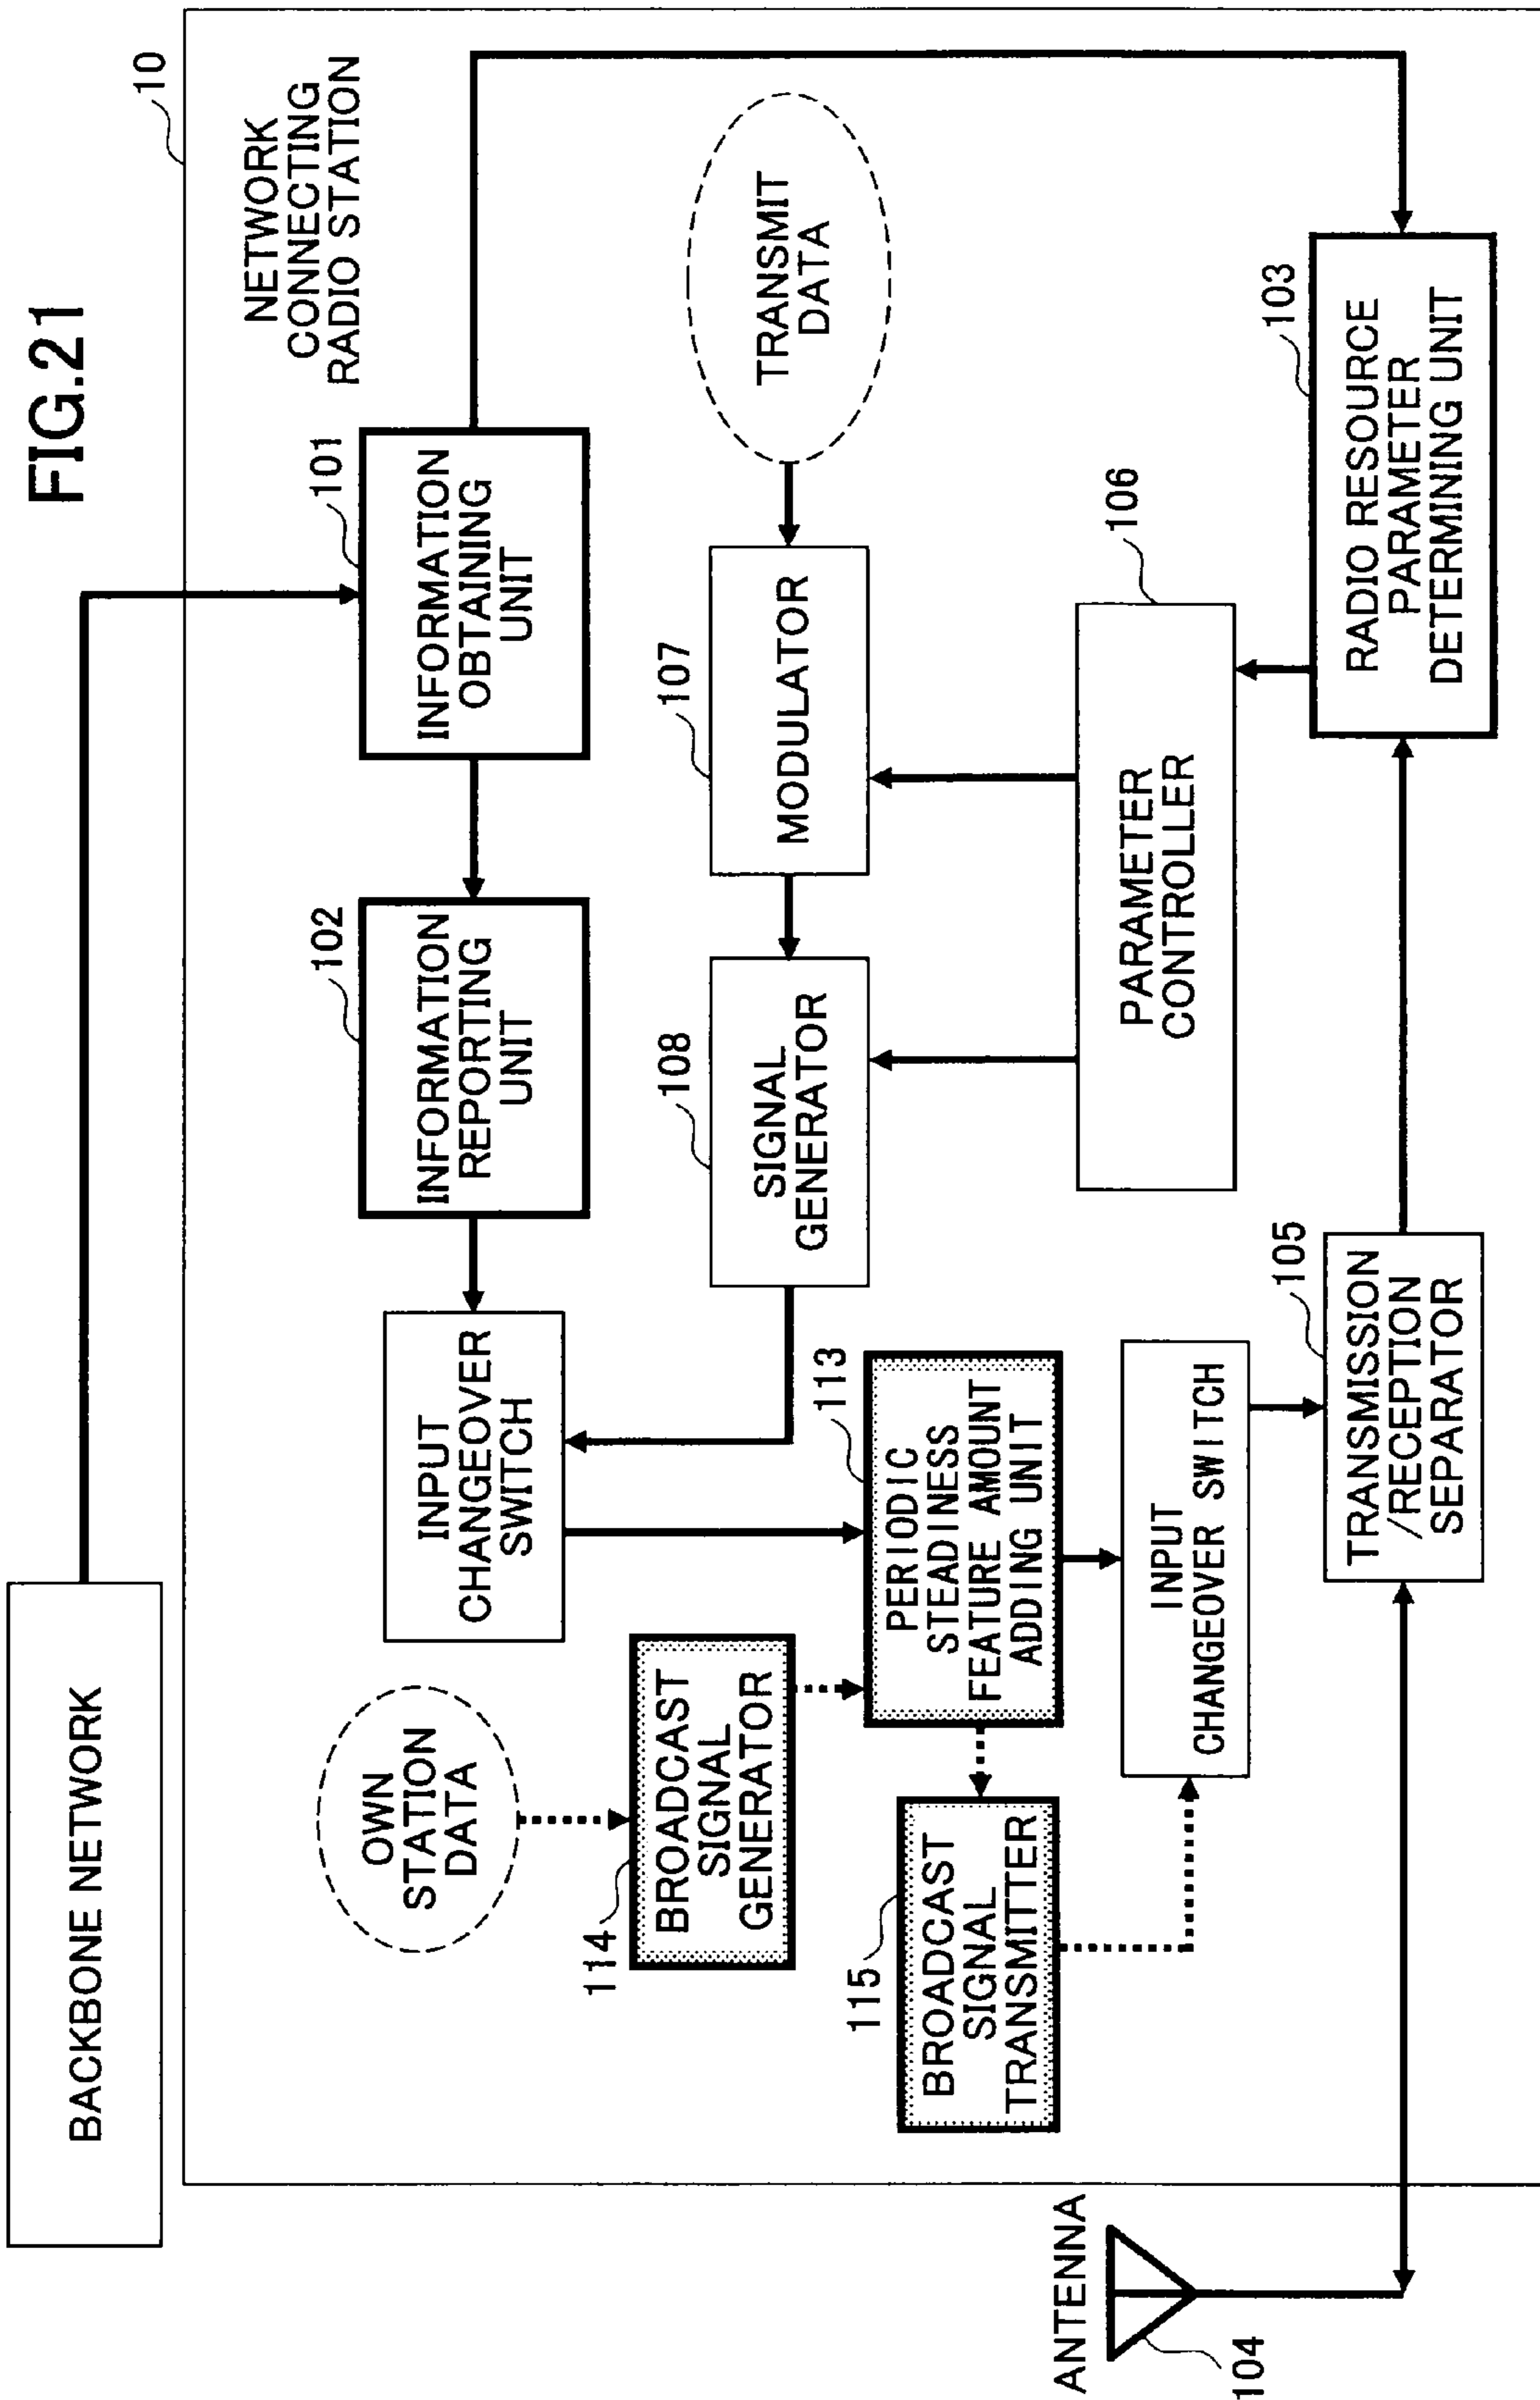 FIG.21
BACKBONE NETWORK
10
NETWORK
CONNECTING
RADIO STATION
OWN
STATION
DATA
INPUT
CHANGEOVER
SWITCH
102
INFORMATION
REPORTING
UNIT
101
INFORMATION
OBTAINING
UNIT
114
BROADCAST
SIGNAL
GENERATOR
108
SIGNAL
GENERATOR
107
MODULATOR
TRANSMIT
DATA
115
BROADCAST
SIGNAL
TRANSMITTER
113
PERIODIC
STEADINESS
FEATURE AMOUNT
ADDING UNIT
106
PARAMETER
CONTROLLER
INPUT
CHANGEOVER SWITCH
ANTENNA
104
105
TRANSMISSION
/RECEPTION
SEPARATOR
103
RADIO RESOURCE
PARAMETER
DETERMINING UNIT